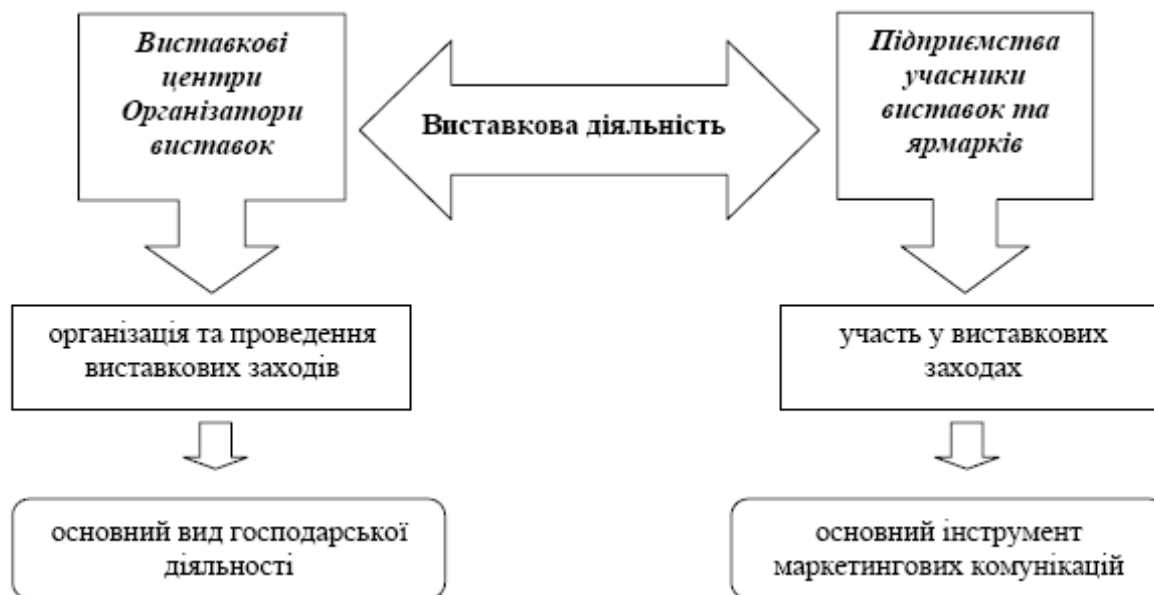 Виставкові
центри
Організатори
виставок
Виставкова діяльність
Підприємства
учасники
виставок та
ярмарків
організація та проведення
виставкових заходів
участь у виставкових
заходах
основний вид господарської
діяльності
основний інструмент
маркетингових комунікацій